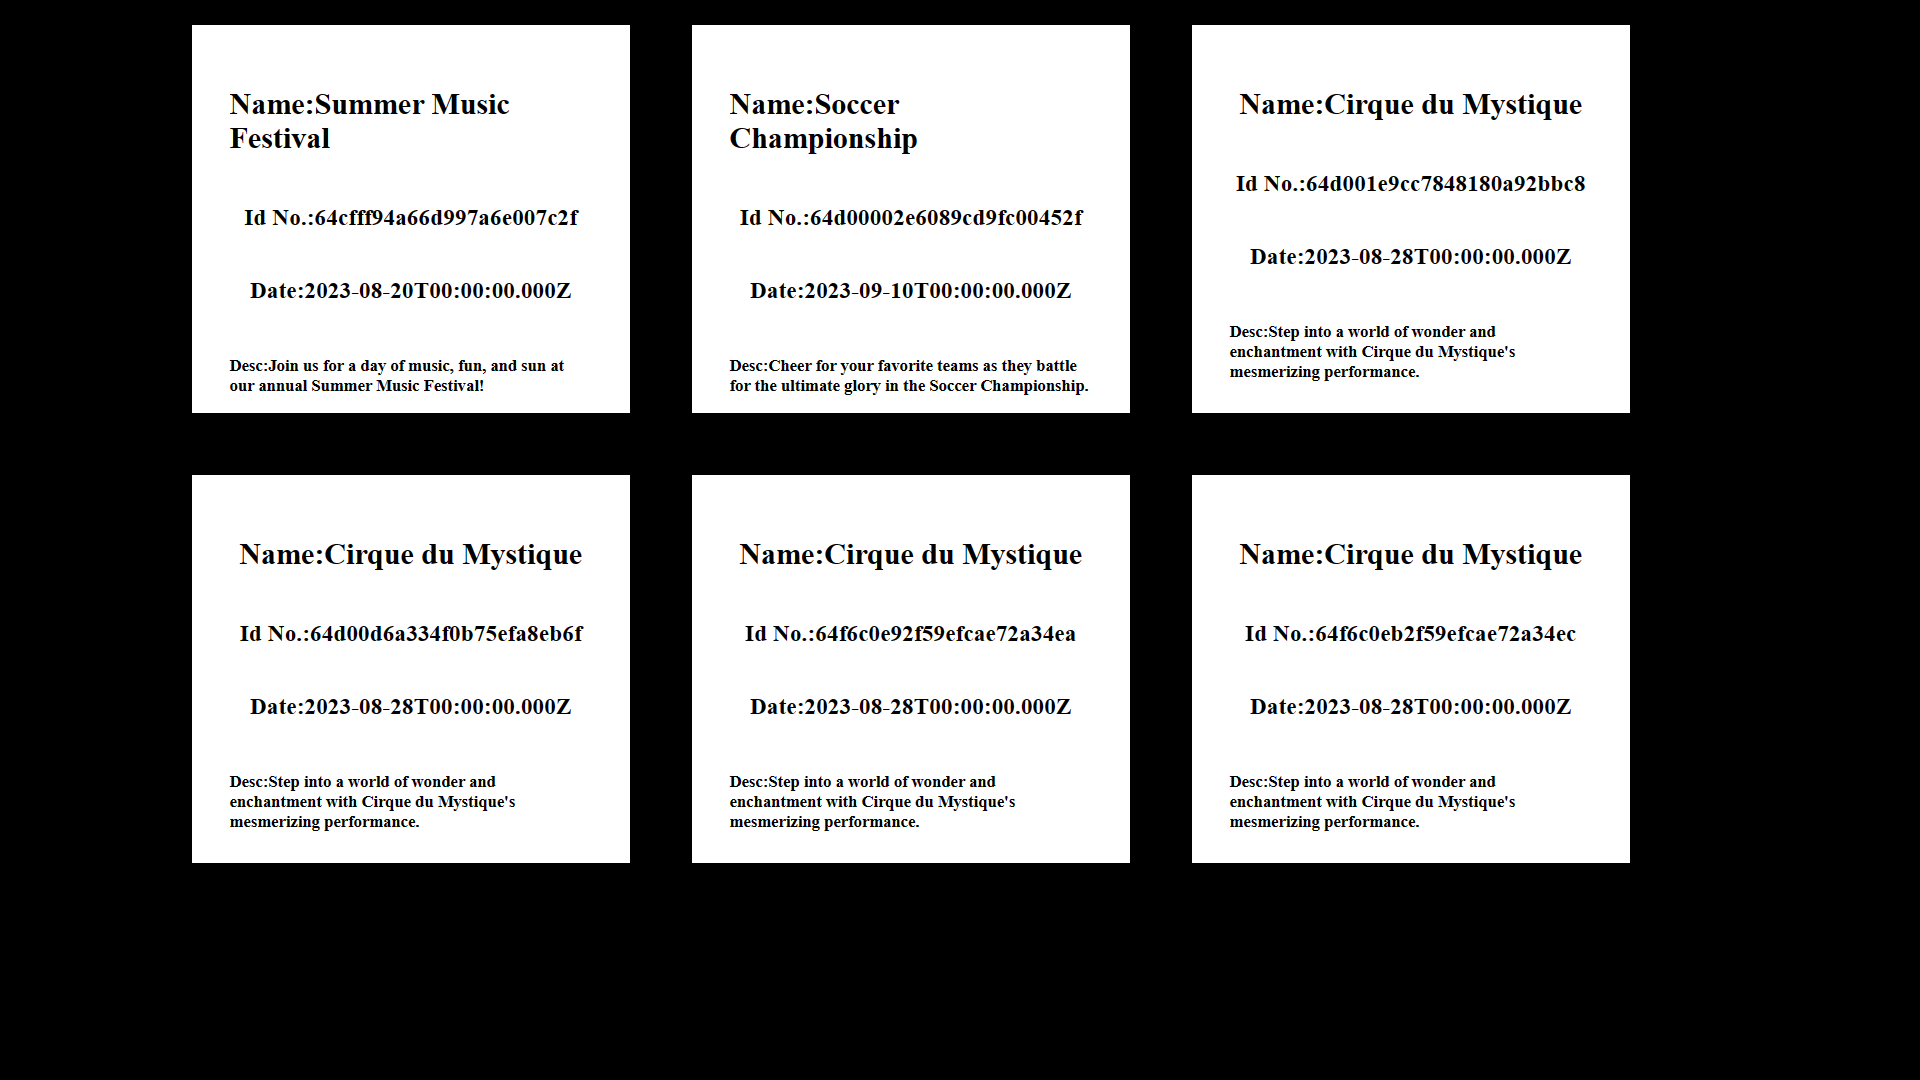 Name:Summer Music
Festival
Id No.:64cfff94a66d997a6e007c2f
Date:2023-08-20T00:00:00.000Z
Desc:Join us for a day of music, fun, and sun at
our annual Summer Music Festival!
Name:Soccer
Championship
Id No.:64d00002e6089cd9fc00452f
Date:2023-09-10T00:00:00.000Z
Desc:Cheer for your favorite teams as they battle
for the ultimate glory in the Soccer Championship.
Name:Cirque du Mystique
Id No.:64d001e9cc7848180a92bbc8
Date:2023-08-28T00:00:00.000Z
Desc:Step into a world of wonder and
enchantment with Cirque du Mystique's
mesmerizing performance.
Name:Cirque du Mystique
Id No.:64d00d6a334f0b75efa8eb6f
Date:2023-08-28T00:00:00.000Z
Desc:Step into a world of wonder and
enchantment with Cirque du Mystique's
mesmerizing performance.
Name:Cirque du Mystique
Id No.:64f6c0e92f59efcae72a34ea
Date:2023-08-28T00:00:00.000Z
Desc:Step into a world of wonder and
enchantment with Cirque du Mystique's
mesmerizing performance.
Name:Cirque du Mystique
Id No.:64f6c0eb2f59efcae72a34ec
Date:2023-08-28T00:00:00.000Z
Desc:Step into a world of wonder and
enchantment with Cirque du Mystique's
mesmerizing performance.